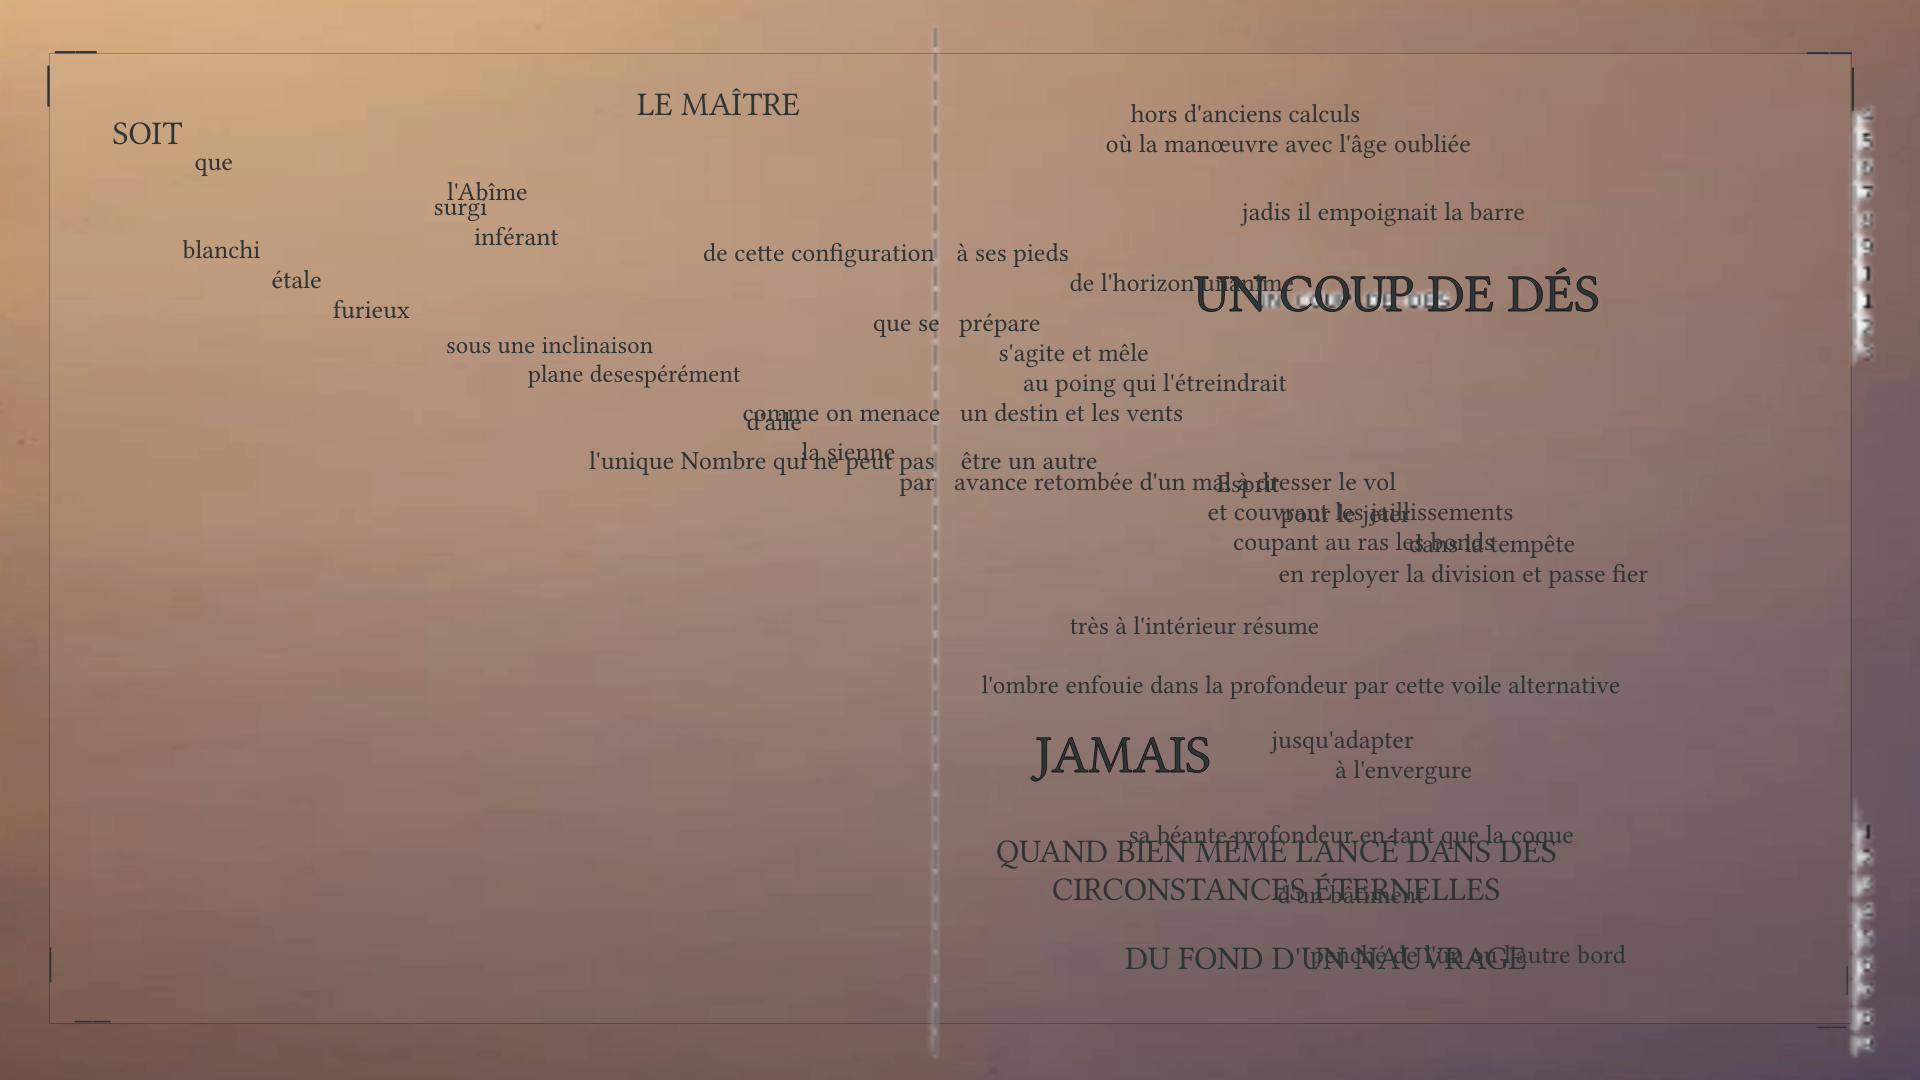 LE MAÎTRE
SOIT
que
l'Abîme
surgi
inférant
blanchi
étale
furieux
sous une inclinaison
plane desespérément
d'aile
la sienne
hors d'anciens calculs
où la manœuvre avec l'âge oubliée
jadis il empoignait la barre
de cette configuration à ses pieds
de l'horizon unanime
UN COUP DE DÉS
que se prépare
s'agite et mêle
au poing qui l'étreindrait
comme on menace un destin et les vents
l'unique Nombre qui ne peut pas être un autre
par avance retombée d'un mal à dresser le vol
Esprit
et couvrant les jaillissements
pour le jeter
coupant au ras les bonds
dans la tempête
en reployer la division et passe fier
très à l'intérieur résume
l'ombre enfouie dans la profondeur par cette voile alternative
JAMAIS
jusqu'adapter
à l'envergure
sa béante profondeur en tant que la coque
QUAND BIEN MÊME LANCÉ DANS DES
CIRCONSTANCES ÉTERNELLES
d'un bâtiment
DU FOND D'UN NAUVRAGE
penché de l'un ou l'autre bord